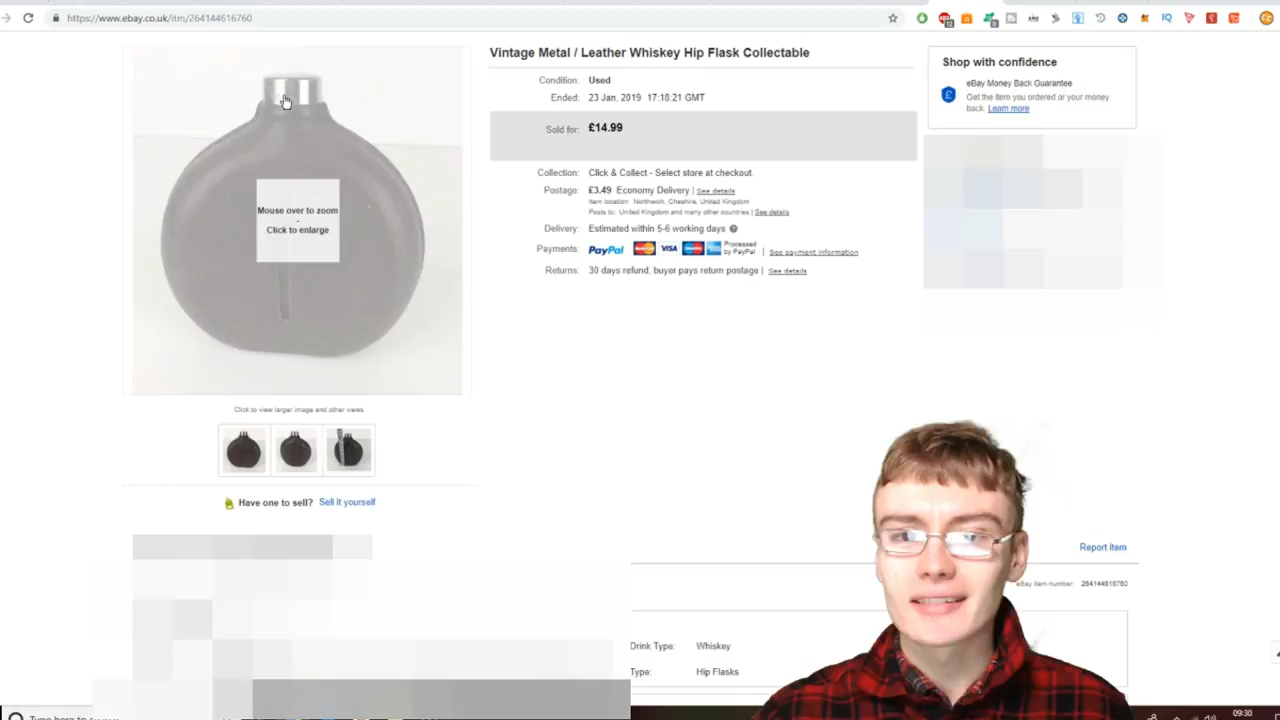 https://www.ebay.co.uk/itm/264144616760
Vintage Metal / Leather Whiskey Hip Flask Collectable
Condition: Used
Ended: 23 Jan, 2019 17:18:21 GMT
Sold for: £14.99
Collection: Click & Collect - Select store at checkout.
Postage: £3.49 Economy Delivery | See details
Item location: Northwich, Cheshire, United Kingdom
Posts to: United Kingdom and many other countries | See details
Delivery: Estimated within 5-6 working days
Payments: PayPal MasterCard VISA Processed by PayPal | See payment information
Returns: 30 days refund, buyer pays return postage | See details
Shop with confidence
eBay Money Back Guarantee
Get the item you ordered or your money
back. Learn more
Mouse over to zoom
-
Click to enlarge
Click to view larger image and other views
Have one to sell? Sell it yourself
Report item
eBay item number: 264144616760
Drink Type: Whiskey
Type: Hip Flasks
09:30